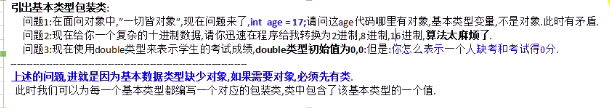 引出基本类型包装类:
问题1:在面向对象中,"一切皆对象",现在问题来了,int age = 17;请问这age代码哪里有对象,基本类型变量,不是对象.此时有矛盾.
问题2:现在给你一个复杂的十进制数据,请你迅速在程序给我转换为2进制,8进制,16进制,算法太麻烦了.
问题3:现在使用double类型来表示学生的考试成绩,double类型初始值为0,0:但是:你怎么表示一个人缺考和考试得0分.
------------------------------------------------------------
上述的问题,进就是因为基本数据类型缺少对象,如果需要对象,必须先有类.
此时我们可以为每一个基本类型都编写一个对应的包装类,类中包含了该基本类型的一个值.